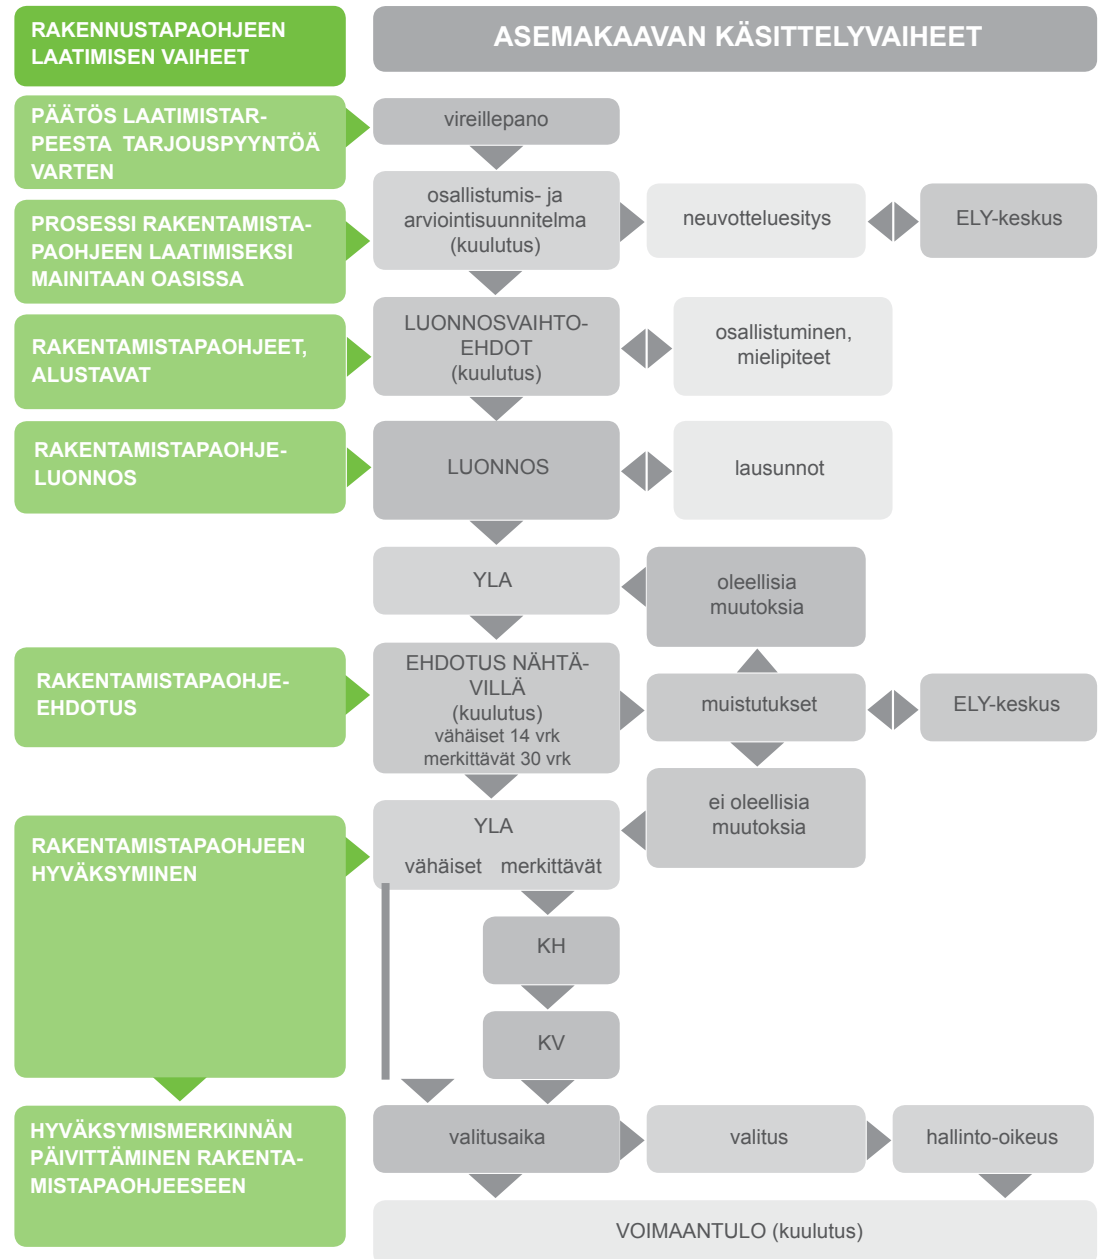 RAKENNUSTAPAOHJEEN
LAATIMISEN VAIHEET
ASEMAKAAVAN KÄSITTELYVAIHEET
PÄÄTÖS LAATIMISTAR-
PEESTA TARJOUSPYYNTÖÄ
VARTEN
vireillepano
PROSESSI RAKENTAMISTA-
PAOHJEEN LAATIMISEKSI
MAINITAAN OASISSA
osallistumis- ja
arviointisuunnitelma
(kuulutus)
neuvotteluesitys
ELY-keskus
RAKENTAMISTAPAOHJEET,
ALUSTAVAT
LUONNOSVAIHTO-
EHDOT
(kuulutus)
osallistuminen,
mielipiteet
RAKENTAMISTAPAOHJE-
LUONNOS
LUONNOS
lausunnot
YLA
oleellisia
muutoksia
RAKENTAMISTAPAOHJE-
EHDOTUS
EHDOTUS NÄHTÄ-
VILLÄ
(kuulutus)
vähäiset 14 vrk
merkittävät 30 vrk
muistutukset
ELY-keskus
ei oleellisia
muutoksia
RAKENTAMISTAPAOHJEEN
HYVÄKSYMINEN
YLA
vähäiset merkittävät
KH
KV
HYVÄKSYMISMERKINNÄN
PÄIVITTÄMINEN RAKENTA-
MISTAPAOHJEESEEN
valitusaika
valitus
hallinto-oikeus
VOIMAANTULO (kuulutus)